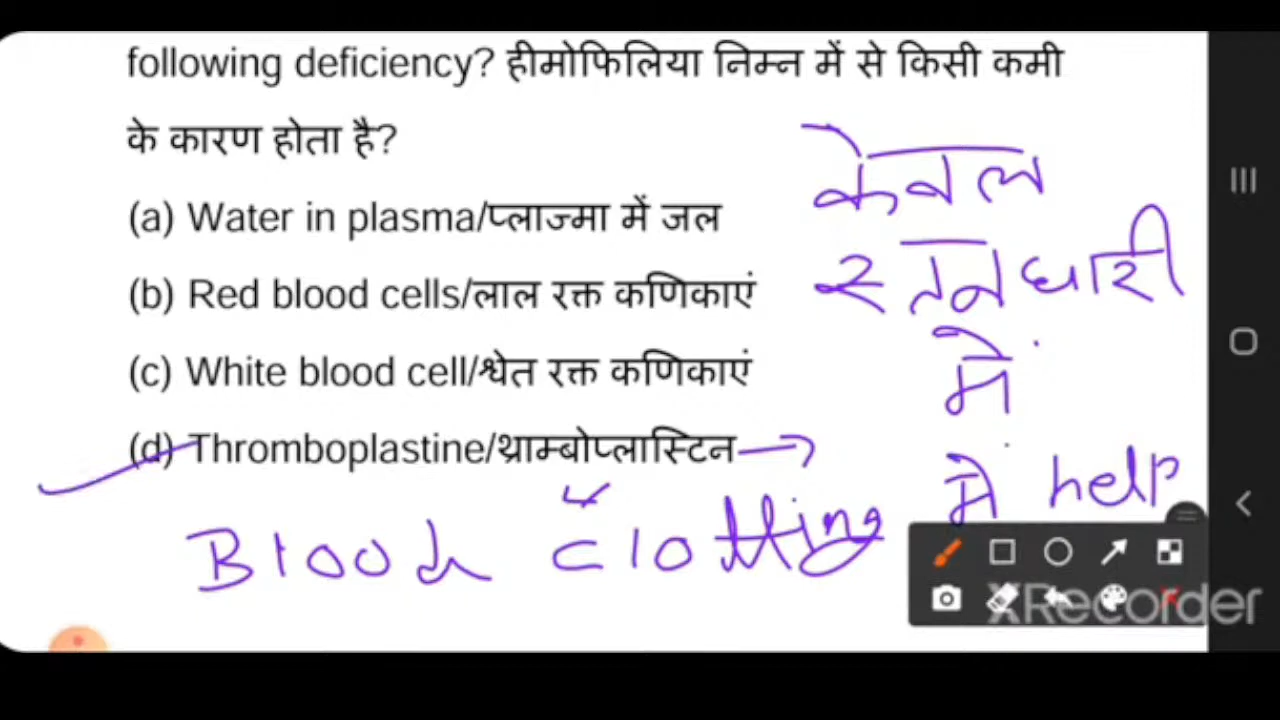 following deficiency? हीमोफिलिया निम्न में से किसी कमी
के कारण होता है?
(a) Water in plasma/प्लाज्मा में जल
(b) Red blood cells/लाल रक्त कणिकाएं
(c) White blood cell/श्वेत रक्त कणिकाएं
(d) Thromboplastine/थ्राम्बोप्लास्टिन
केवल
स्तनधारी
में
Blood clotting में help
XRecorder